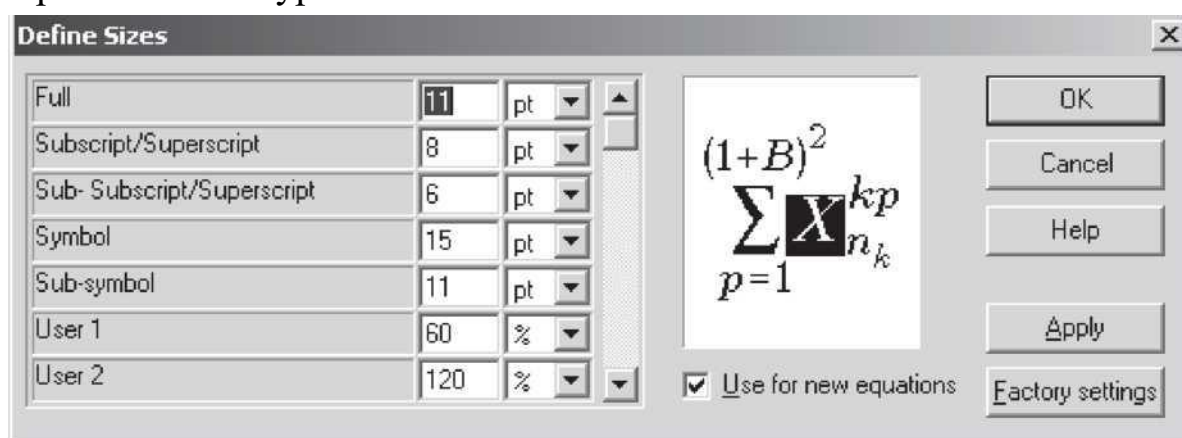 Define Sizes
Full 11 pt
Subscript/Superscript 8 pt
Sub- Subscript/Superscript 6 pt
Symbol 15 pt
Sub-symbol 11 pt
User 1 60 %
User 2 120 %
(1+B)²
∑ X kp nₖ
p=1
Use for new equations
OK
Cancel
Help
Apply
Factory settings